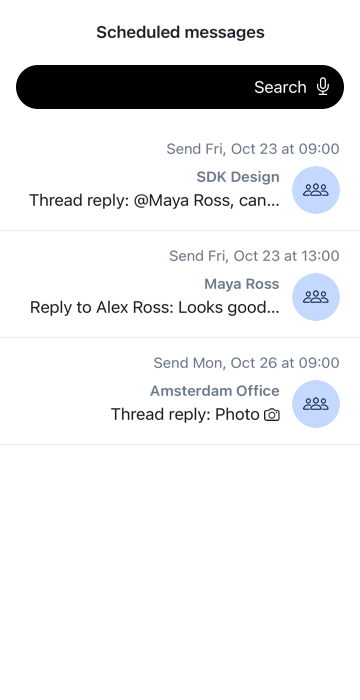 Scheduled messages
Search
Send Fri, Oct 23 at 09:00
SDK Design
Thread reply: @Maya Ross, can...
Send Fri, Oct 23 at 13:00
Maya Ross
Reply to Alex Ross: Looks good...
Send Mon, Oct 26 at 09:00
Amsterdam Office
Thread reply: Photo